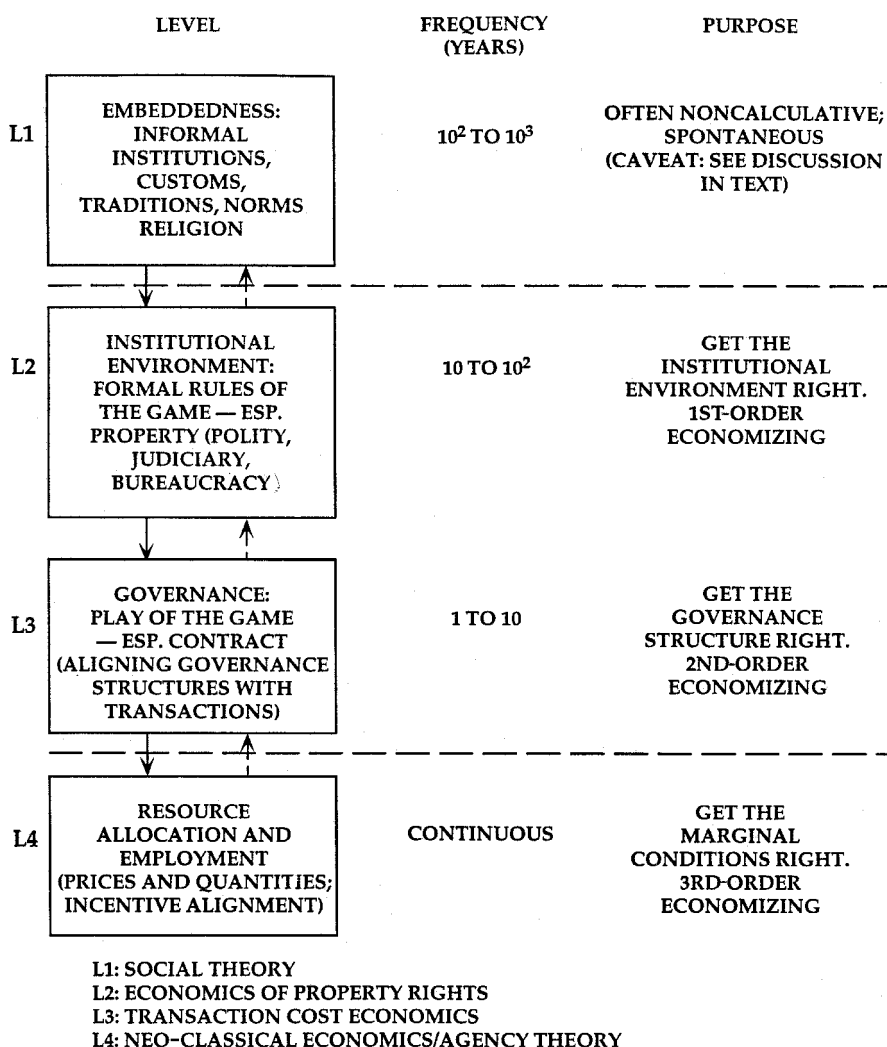 LEVEL
FREQUENCY
(YEARS)
PURPOSE
L1
EMBEDDEDNESS:
INFORMAL
INSTITUTIONS,
CUSTOMS,
TRADITIONS, NORMS
RELIGION
10² TO 10³
OFTEN NONCALCULATIVE;
SPONTANEOUS
(CAVEAT: SEE DISCUSSION
IN TEXT)
L2
INSTITUTIONAL
ENVIRONMENT:
FORMAL RULES OF
THE GAME — ESP.
PROPERTY (POLITY,
JUDICIARY,
BUREAUCRACY)
10 TO 10²
GET THE
INSTITUTIONAL
ENVIRONMENT RIGHT.
1ST-ORDER
ECONOMIZING
L3
GOVERNANCE:
PLAY OF THE GAME
— ESP. CONTRACT
(ALIGNING GOVERNANCE
STRUCTURES WITH
TRANSACTIONS)
1 TO 10
GET THE
GOVERNANCE
STRUCTURE RIGHT.
2ND-ORDER
ECONOMIZING
L4
RESOURCE
ALLOCATION AND
EMPLOYMENT
(PRICES AND QUANTITIES;
INCENTIVE ALIGNMENT)
CONTINUOUS
GET THE
MARGINAL
CONDITIONS RIGHT.
3RD-ORDER
ECONOMIZING
L1: SOCIAL THEORY
L2: ECONOMICS OF PROPERTY RIGHTS
L3: TRANSACTION COST ECONOMICS
L4: NEO-CLASSICAL ECONOMICS/AGENCY THEORY